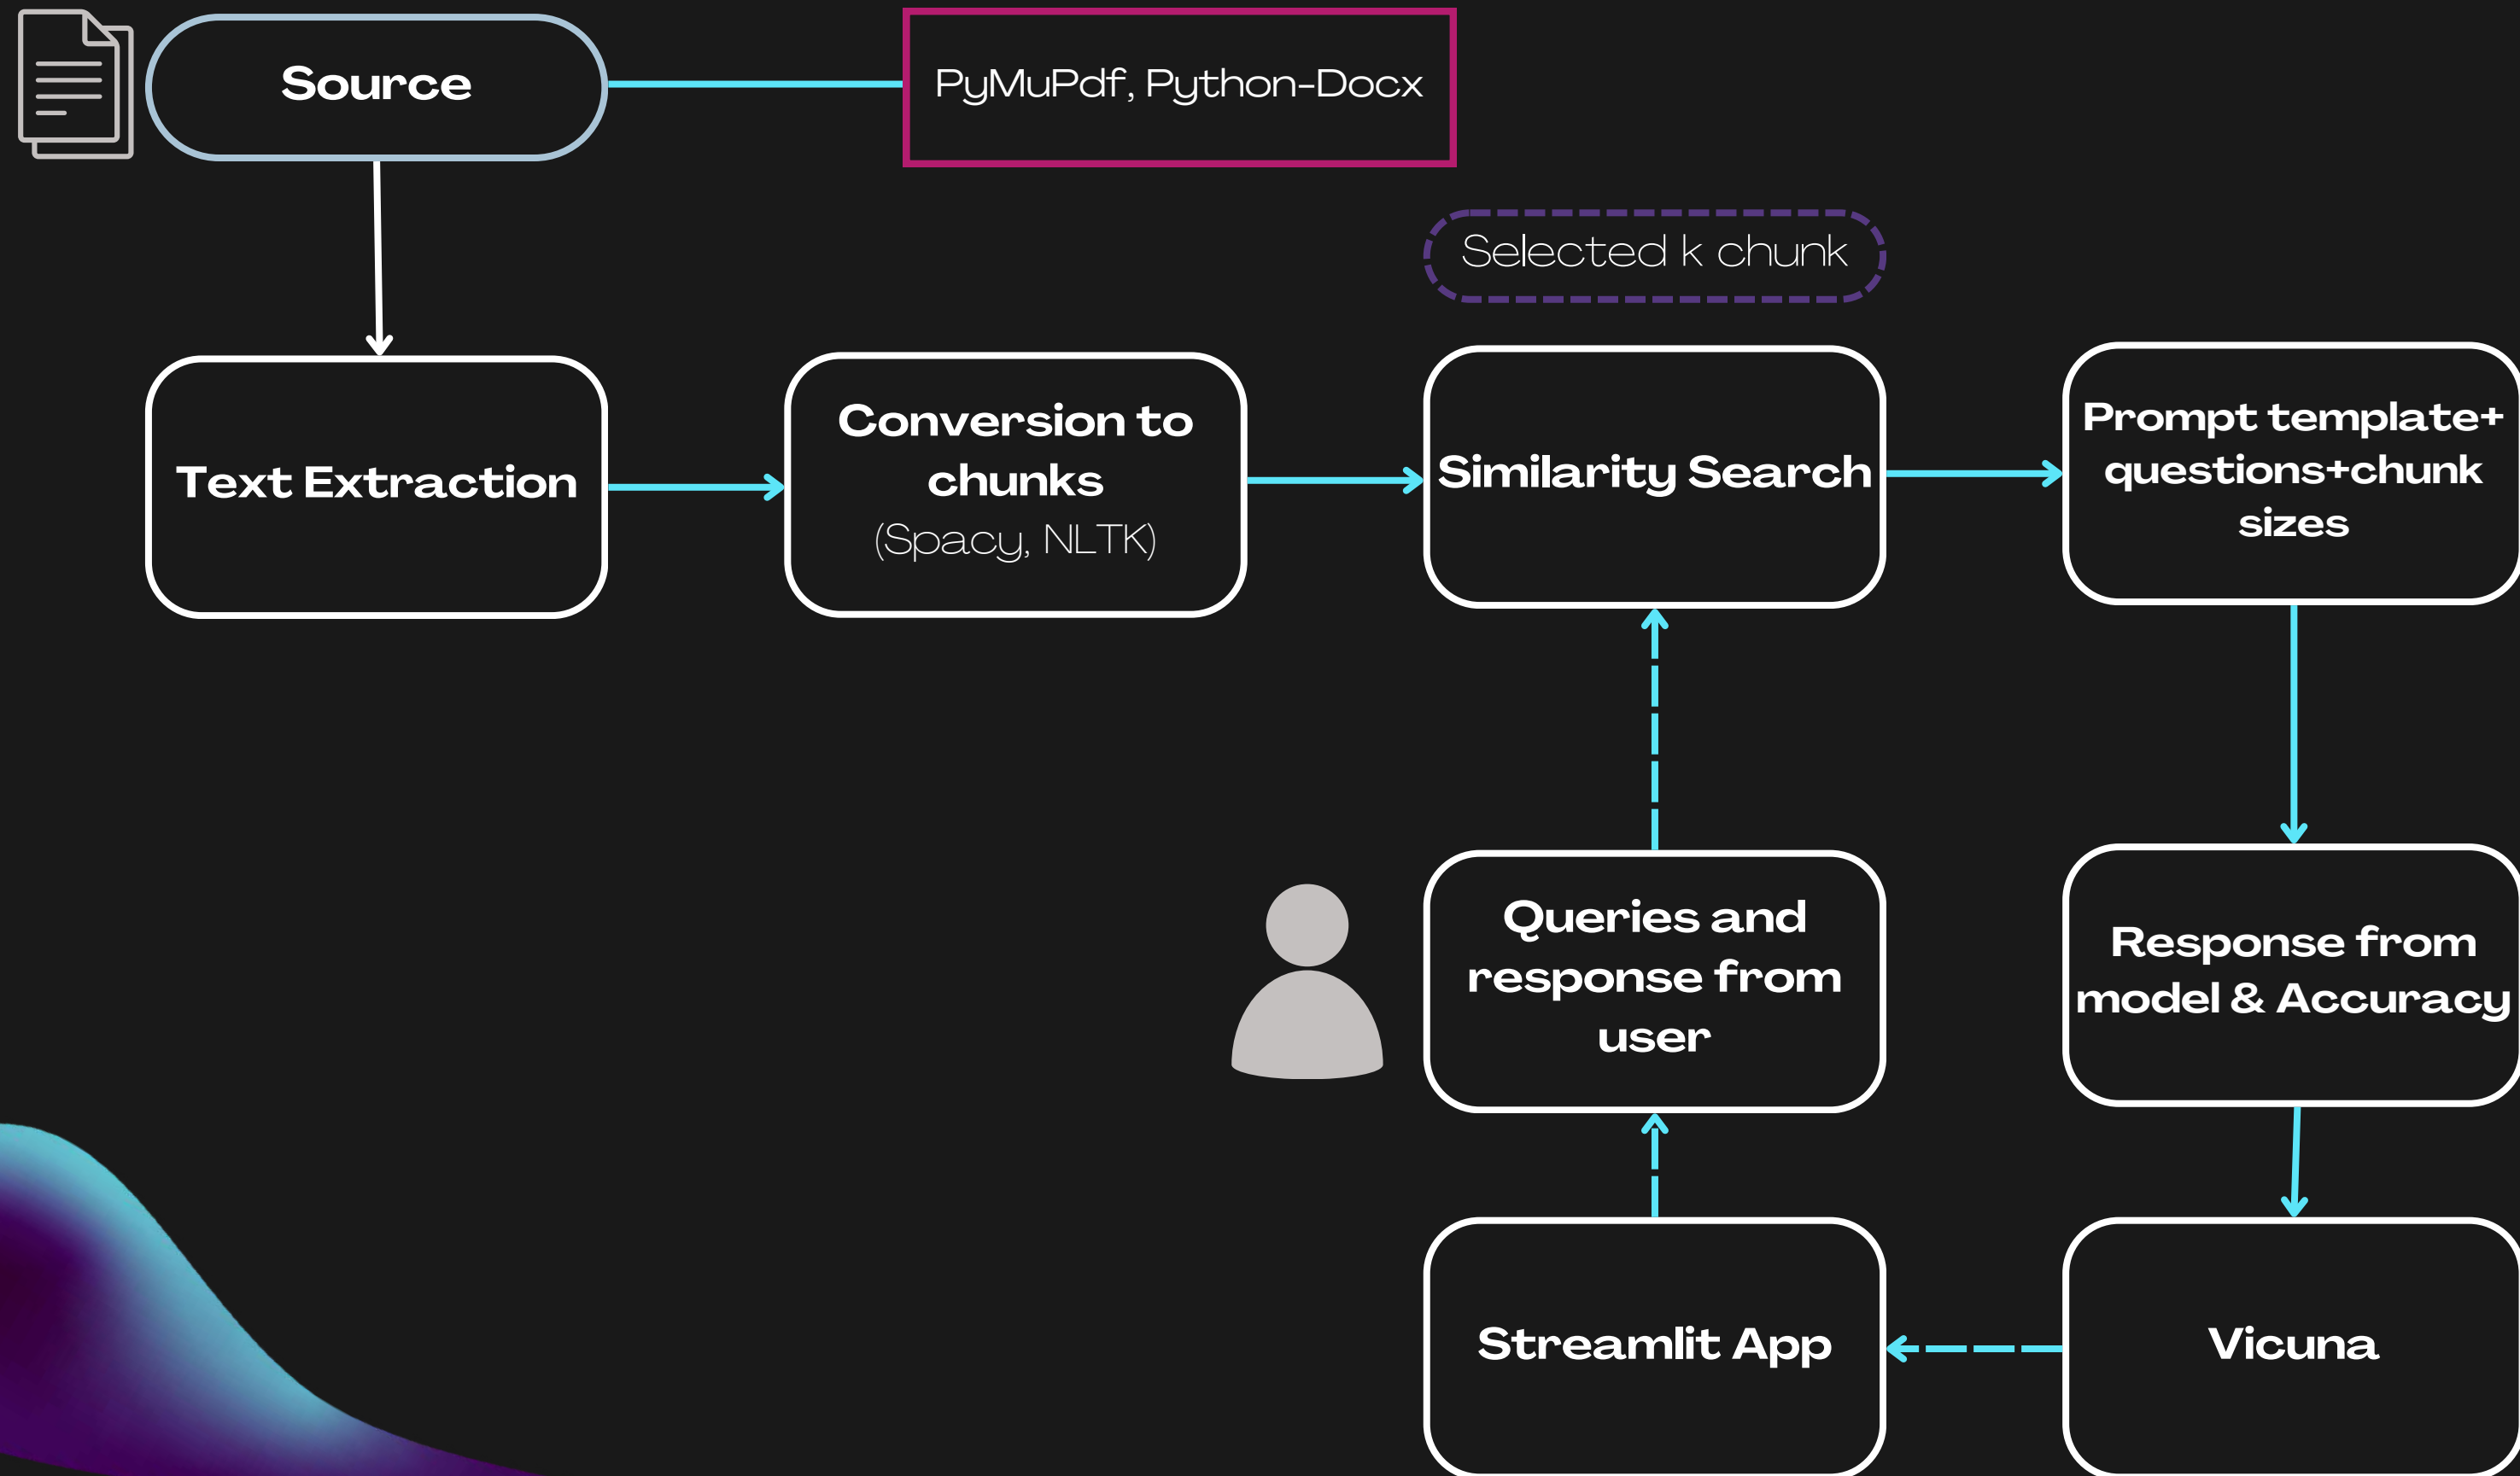 Source
PyMuPdf, Python-Docx
Selected k chunk
Text Extraction
Conversion to
chunks
(Spacy, NLTK)
Similarity Search
Prompt template+
questions+chunk
sizes
Queries and
response from
user
Response from
model & Accuracy
Streamlit App
Vicuna